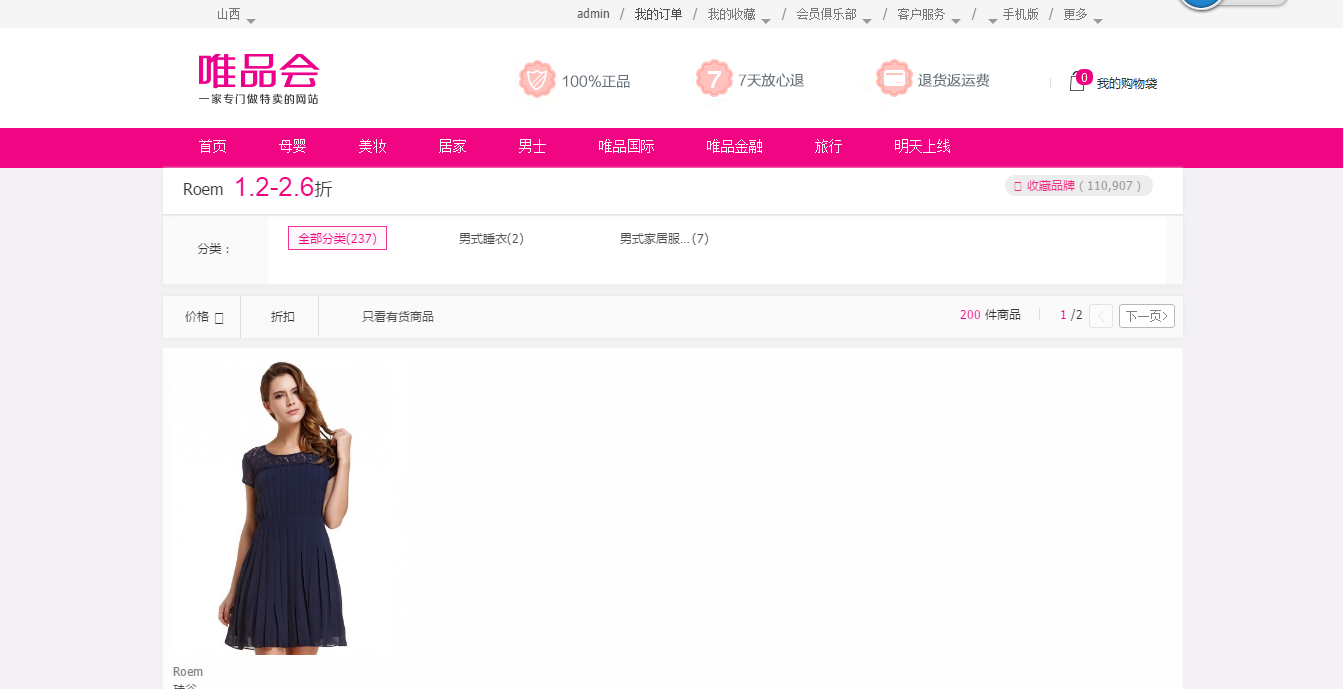 山西
admin / 我的订单 / 我的收藏 / 会员俱乐部 / 客户服务 / 手机版 / 更多
唯品会
一家专门做特卖的网站
100%正品
7 7天放心退
退货返运费
0 我的购物袋
首页 母婴 美妆 居家 男士 唯品国际 唯品金融 旅行 明天上线
Roem 1.2-2.6折
收藏品牌 ( 110,907 )
分类：
全部分类(237) 男式睡衣(2) 男式家居服...(7)
价格 折扣 只看有货商品
200 件商品 1 /2 < 下一页>
Roem